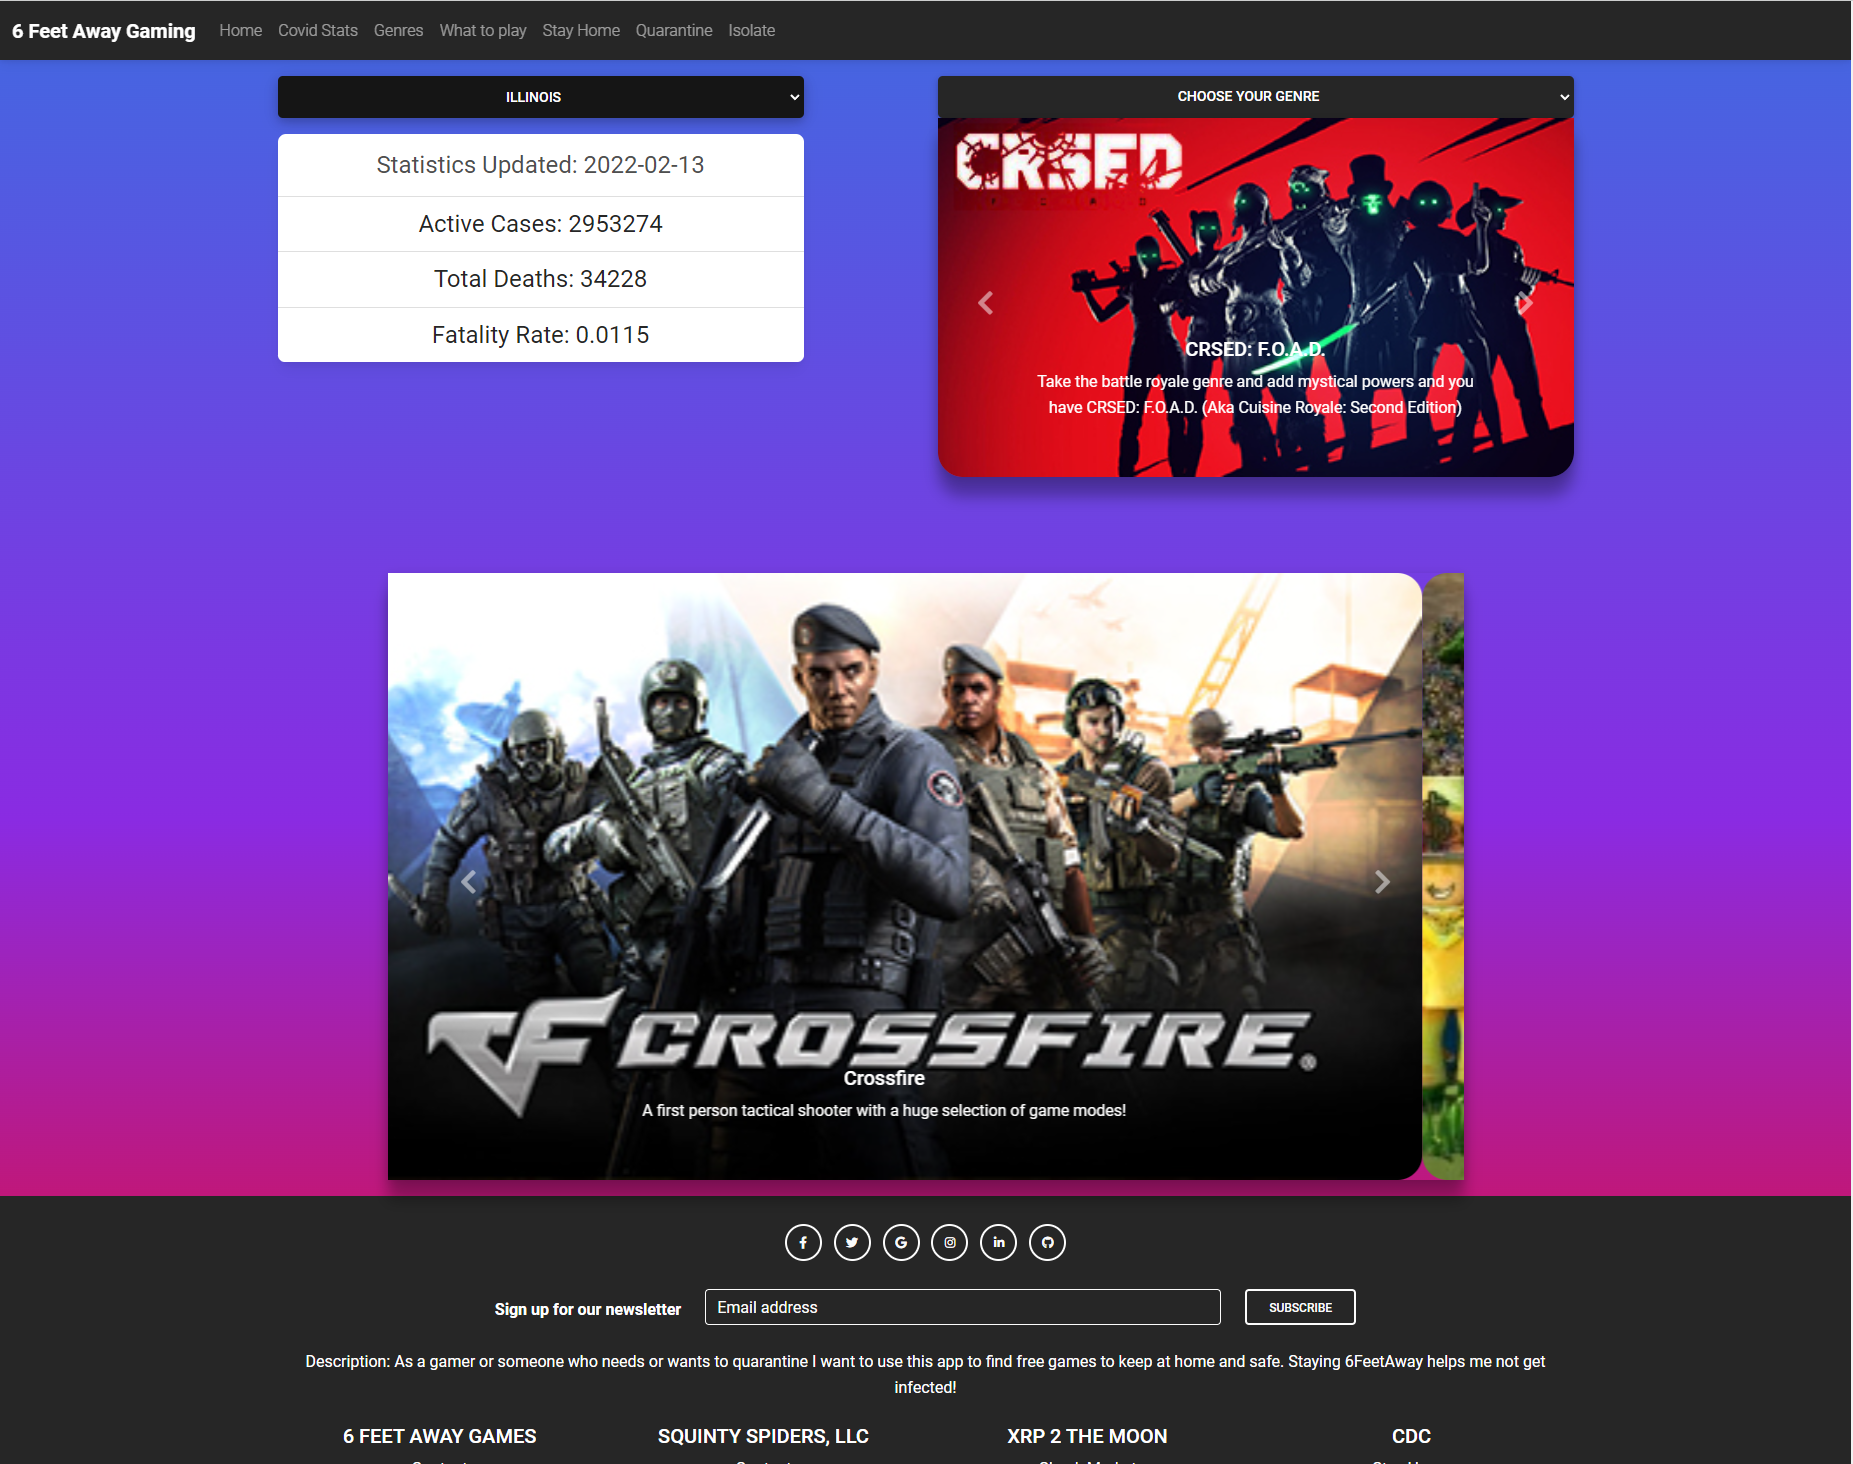 6 Feet Away Gaming Home Covid Stats Genres What to play Stay Home Quarantine Isolate
ILLINOIS
Statistics Updated: 2022-02-13
Active Cases: 2953274
Total Deaths: 34228
Fatality Rate: 0.0115
CHOOSE YOUR GENRE
CRSED
F O A D
CRSED: F.O.A.D.
Take the battle royale genre and add mystical powers and you
have CRSED: F.O.A.D. (Aka Cuisine Royale: Second Edition)
CF CROSSFIRE®
Crossfire
A first person tactical shooter with a huge selection of game modes!
Sign up for our newsletter Email address SUBSCRIBE
Description: As a gamer or someone who needs or wants to quarantine I want to use this app to find free games to keep at home and safe. Staying 6FeetAway helps me not get
infected!
6 FEET AWAY GAMES SQUINTY SPIDERS, LLC XRP 2 THE MOON CDC